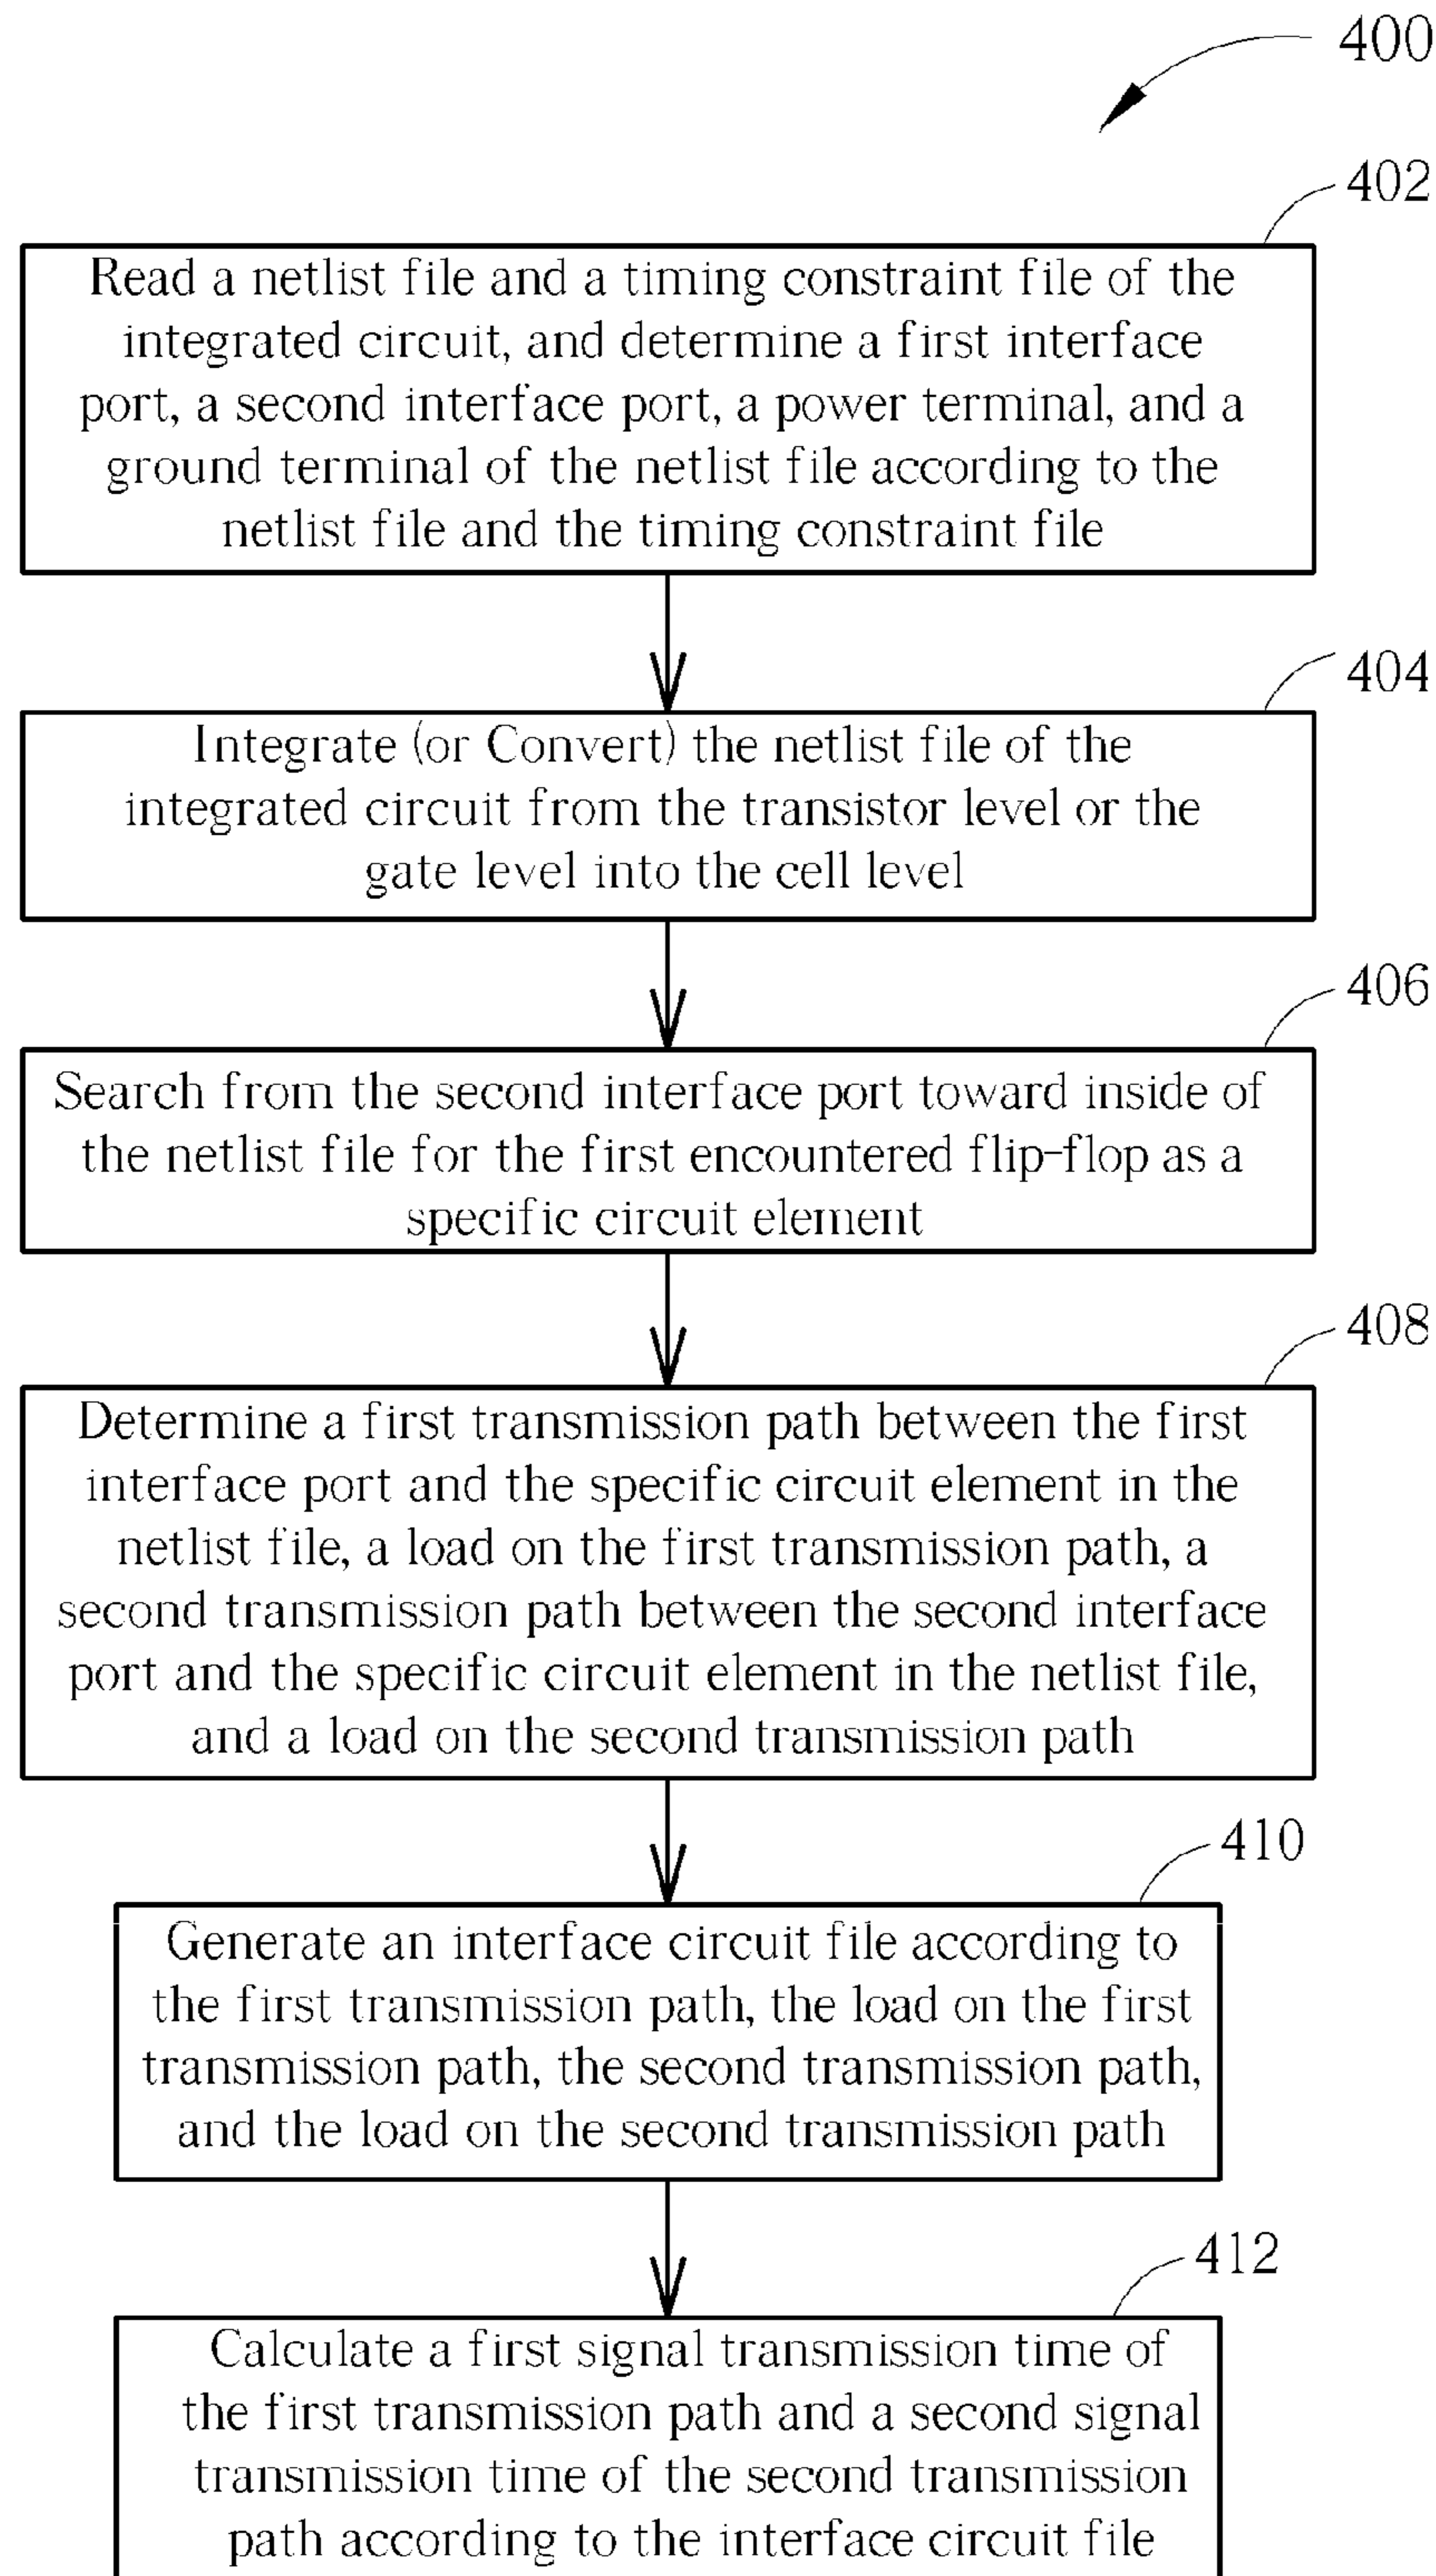 400
402
Read a netlist file and a timing constraint file of the
integrated circuit, and determine a first interface
port, a second interface port, a power terminal, and a
ground terminal of the netlist file according to the
netlist file and the timing constraint file
404
Integrate (or Convert) the netlist file of the
integrated circuit from the transistor level or the
gate level into the cell level
406
Search from the second interface port toward inside of
the netlist file for the first encountered flip-flop as a
specific circuit element
408
Determine a first transmission path between the first
interface port and the specific circuit element in the
netlist file, a load on the first transmission path, a
second transmission path between the second interface
port and the specific circuit element in the netlist file,
and a load on the second transmission path
410
Generate an interface circuit file according to
the first transmission path, the load on the first
transmission path, the second transmission path,
and the load on the second transmission path
412
Calculate a first signal transmission time of
the first transmission path and a second signal
transmission time of the second transmission
path according to the interface circuit file